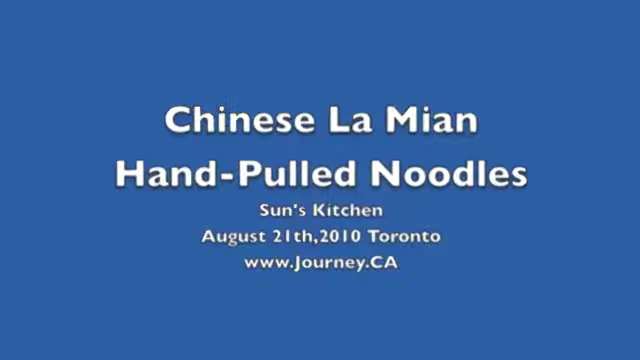 Chinese La Mian
Hand-Pulled Noodles
Sun's Kitchen
August 21th,2010 Toronto
www.Journey.CA